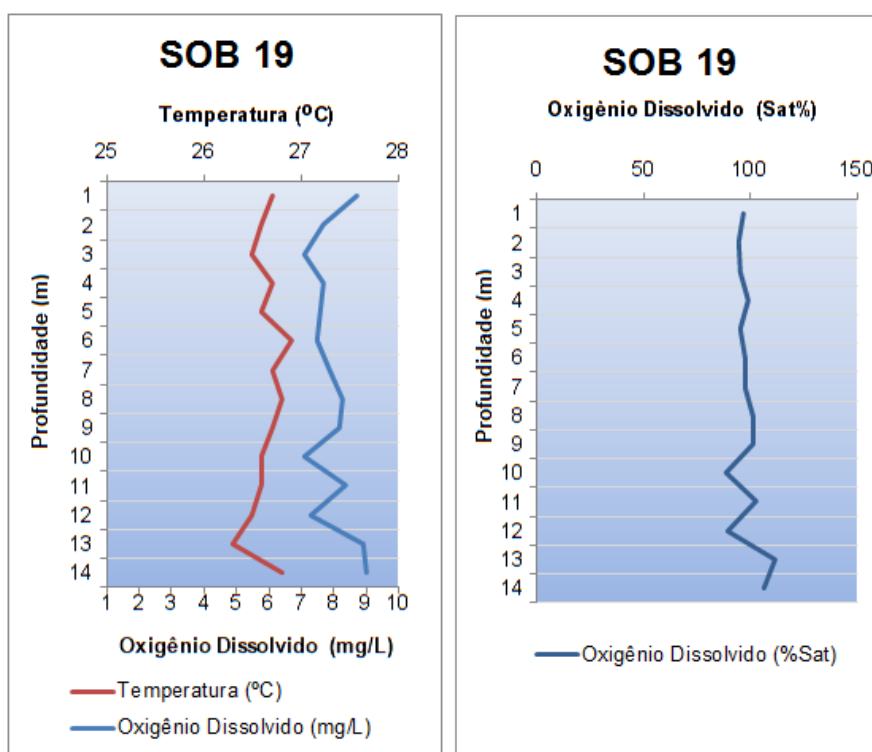 SOB 19
Temperatura (ºC)
25 26 27 28
Profundidade (m)
1
2
3
4
5
6
7
8
9
10
11
12
13
14
1 2 3 4 5 6 7 8 9 10
Oxigênio Dissolvido (mg/L)
Temperatura (ºC)
Oxigênio Dissolvido (mg/L)
SOB 19
Oxigênio Dissolvido (Sat%)
0 50 100 150
Profundidade (m)
1
2
3
4
5
6
7
8
9
10
11
12
13
14
Oxigênio Dissolvido (%Sat)